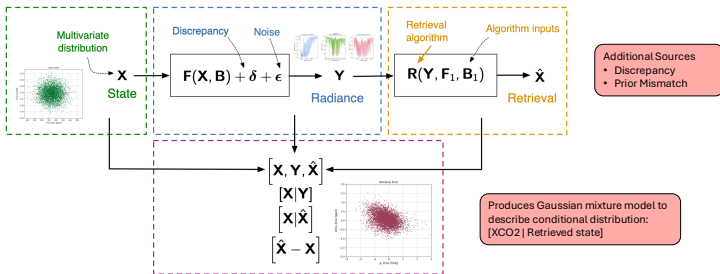 Multivariate
distribution
X
State
Discrepancy
Noise
F(X, B) + δ + ϵ
Y
Radiance
Retrieval
algorithm
Algorithm inputs
R(Y, F₁, B₁)
X̂
Retrieval
Additional Sources
• Discrepancy
• Prior Mismatch
[X, Y, X̂]
[X|Y]
[X|X̂]
[X̂ − X]
Retrieval Error
Produces Gaussian mixture model to
describe conditional distribution:
[XCO2 | Retrieved state]